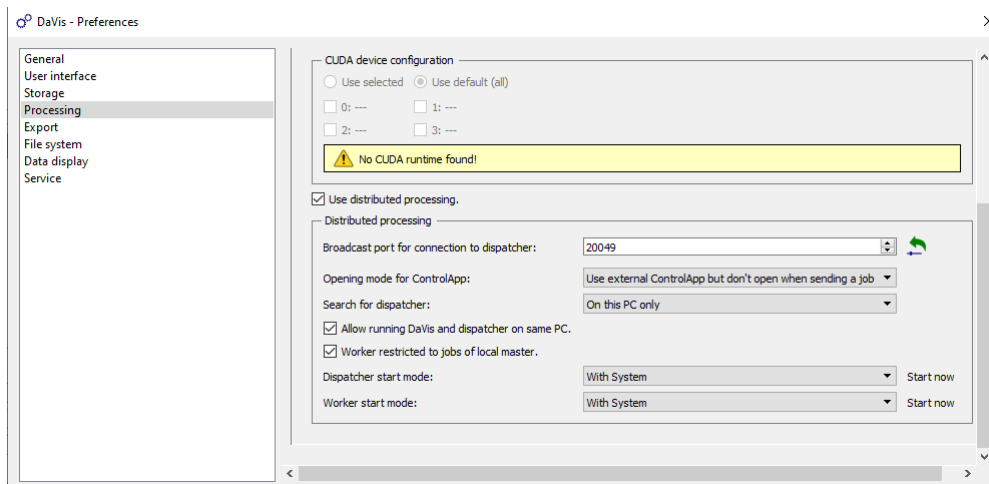 DaVis - Preferences
General
User interface
Storage
Processing
Export
File system
Data display
Service
CUDA device configuration
Use selected Use default (all)
0: --- 1: ---
2: --- 3: ---
No CUDA runtime found!
Use distributed processing.
Distributed processing
Broadcast port for connection to dispatcher: 20049
Opening mode for ControlApp: Use external ControlApp but don't open when sending a job
Search for dispatcher: On this PC only
Allow running DaVis and dispatcher on same PC.
Worker restricted to jobs of local master.
Dispatcher start mode: With System Start now
Worker start mode: With System Start now